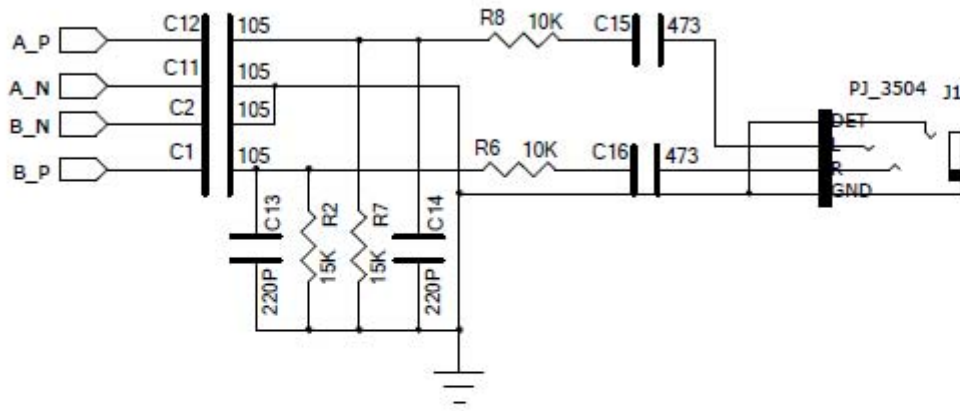 A_P
C12
105
R8
10K
C15
473
A_N
C11
105
B_N
C2
105
B_P
C1
105
R6
10K
C16
473
PJ_3504
J1
DET
L
R
GND
C13
220P
R2
15K
R7
15K
C14
220P